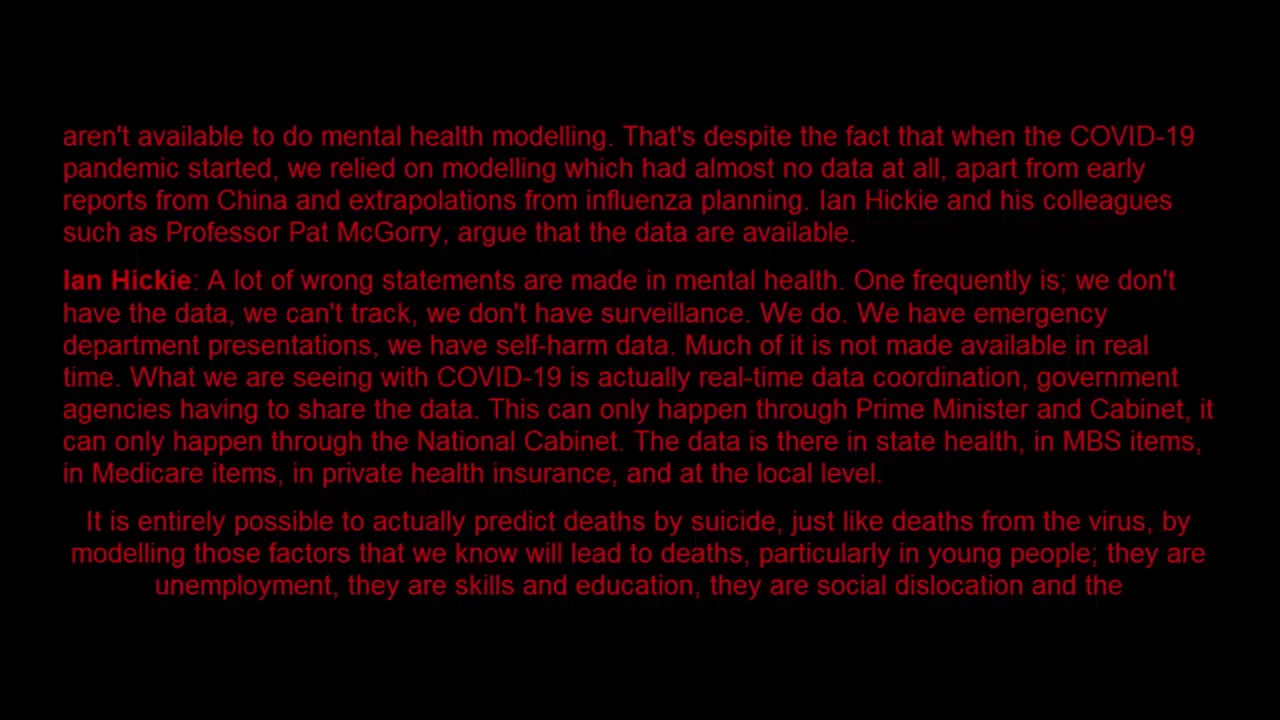 aren't available to do mental health modelling. That's despite the fact that when the COVID-19
pandemic started, we relied on modelling which had almost no data at all, apart from early
reports from China and extrapolations from influenza planning. Ian Hickie and his colleagues
such as Professor Pat McGorry, argue that the data are available.
Ian Hickie: A lot of wrong statements are made in mental health. One frequently is; we don't
have the data, we can't track, we don't have surveillance. We do. We have emergency
department presentations, we have self-harm data. Much of it is not made available in real
time. What we are seeing with COVID-19 is actually real-time data coordination, government
agencies having to share the data. This can only happen through Prime Minister and Cabinet, it
can only happen through the National Cabinet. The data is there in state health, in MBS items,
in Medicare items, in private health insurance, and at the local level.
It is entirely possible to actually predict deaths by suicide, just like deaths from the virus, by
modelling those factors that we know will lead to deaths, particularly in young people; they are
unemployment, they are skills and education, they are social dislocation and the